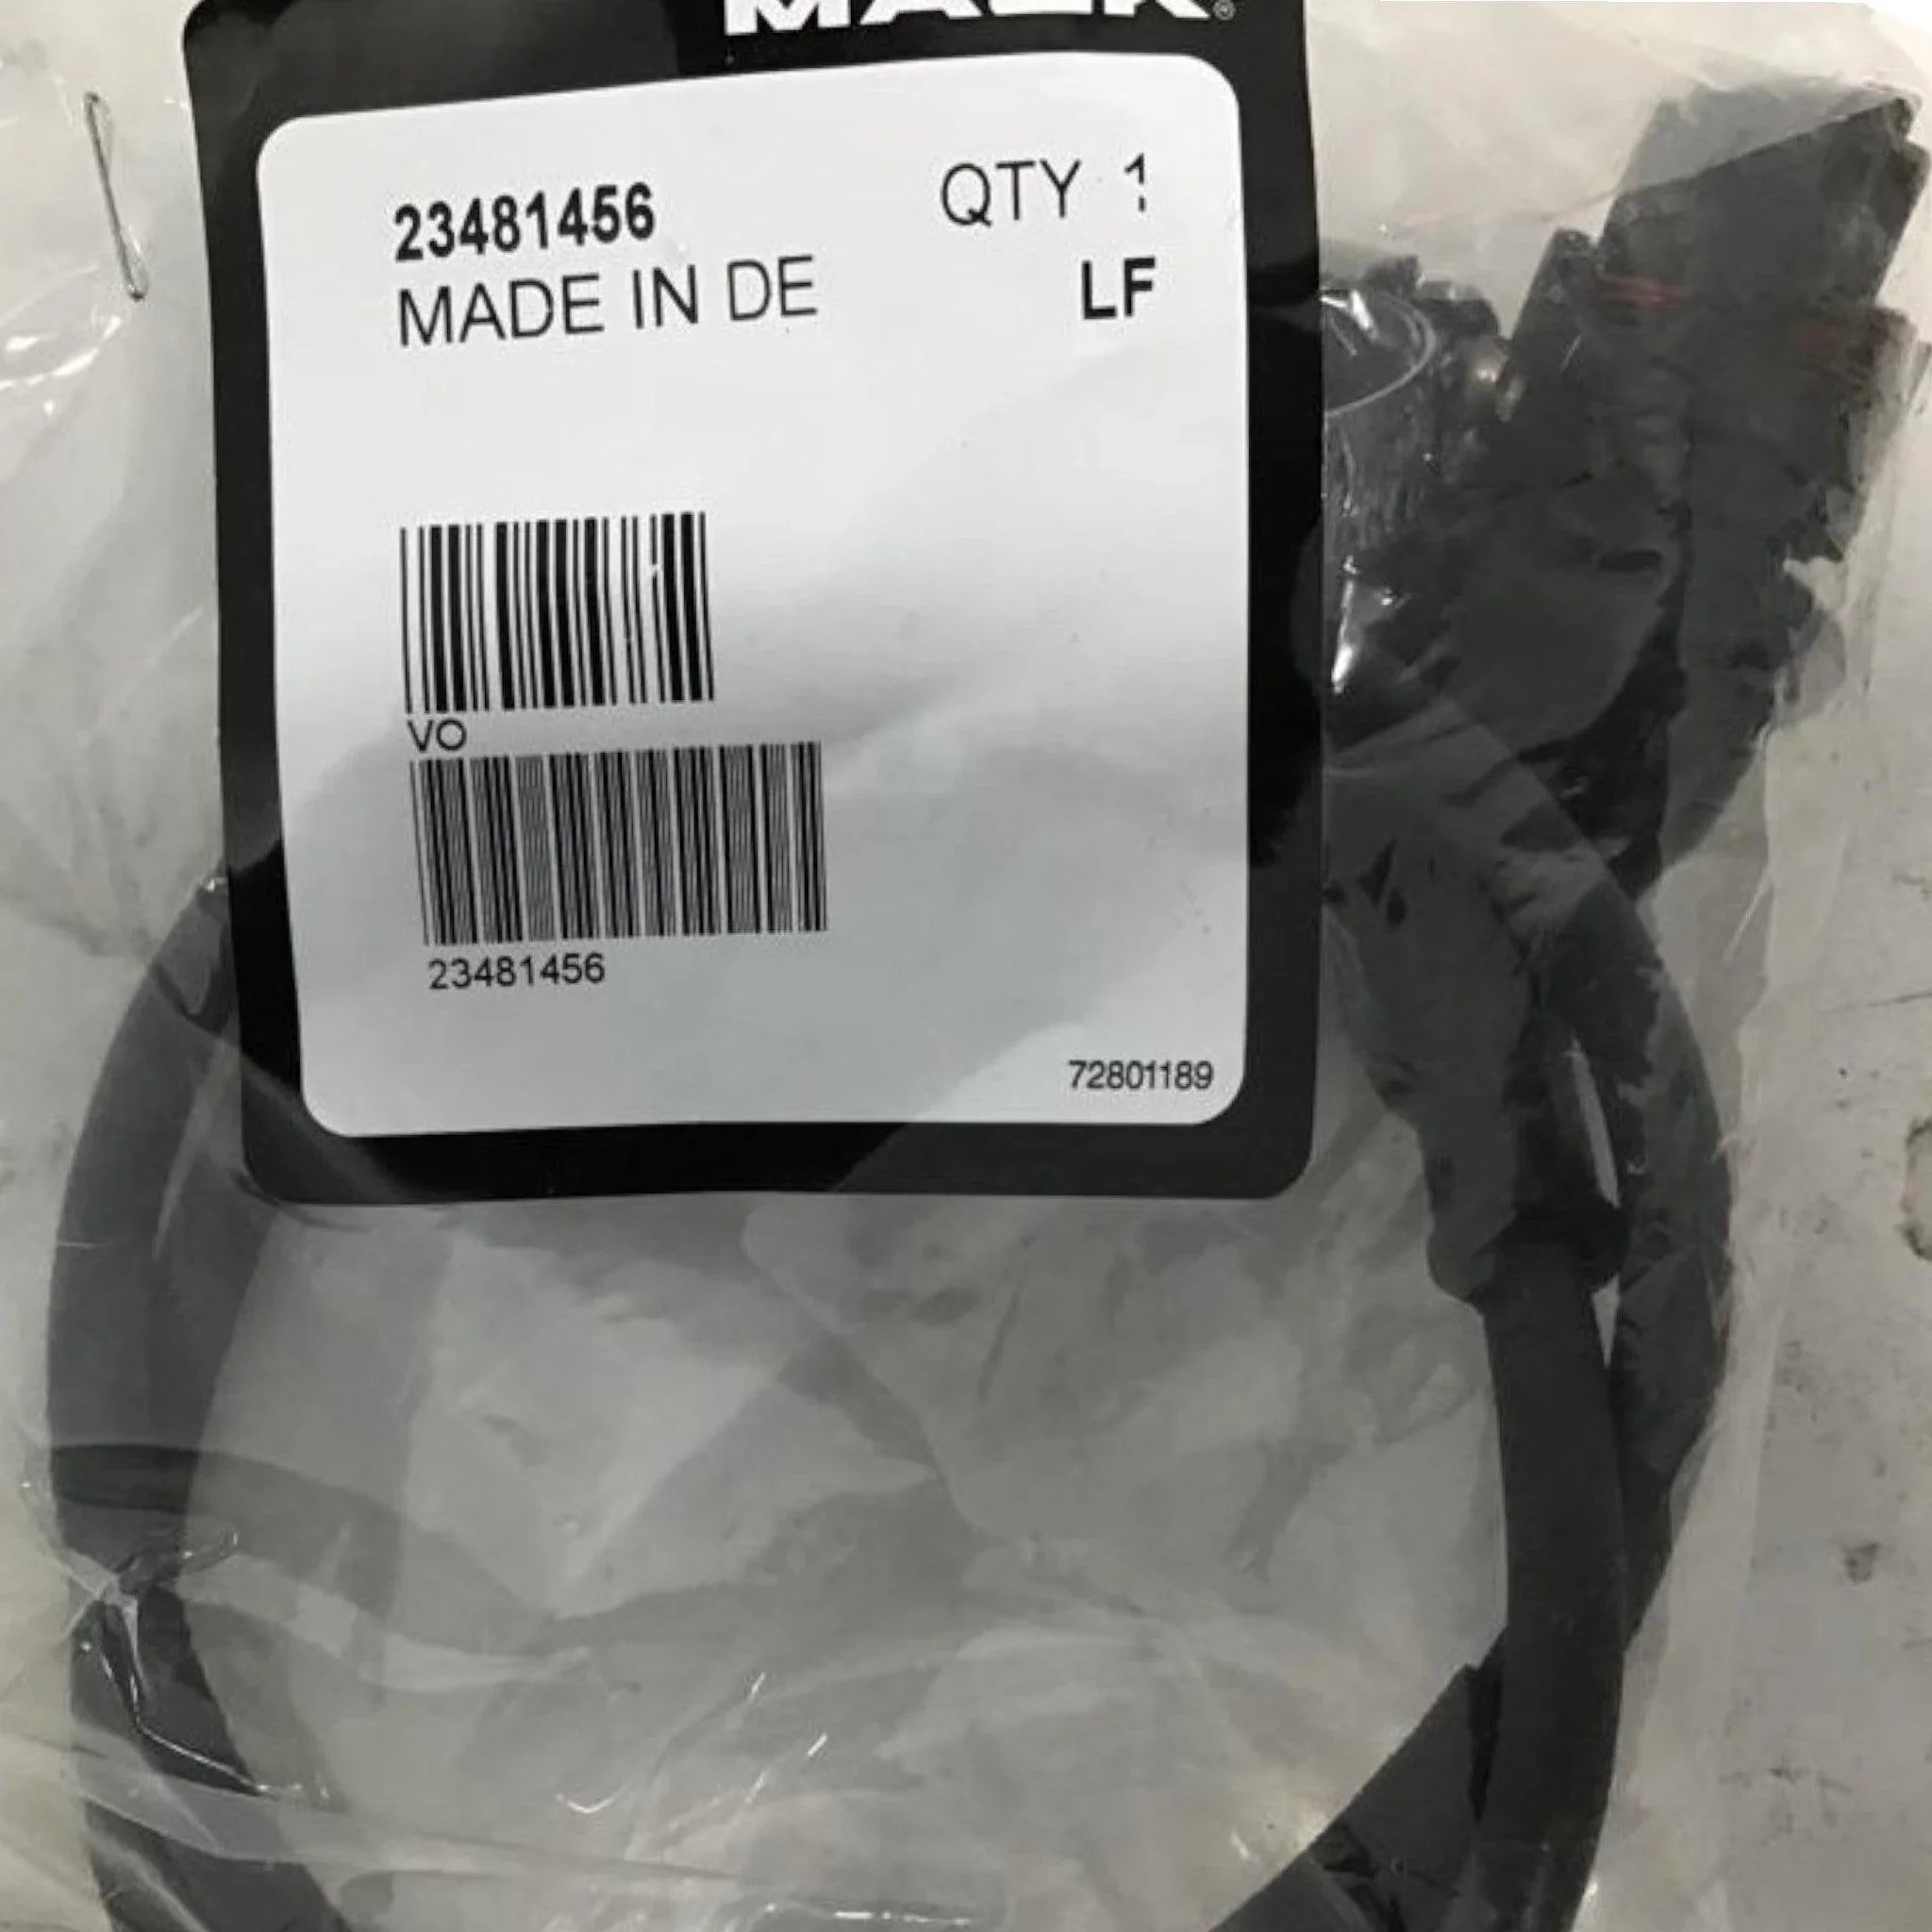 MACK®
23481456 QTY 1
MADE IN DE LF
VO
23481456
72801189